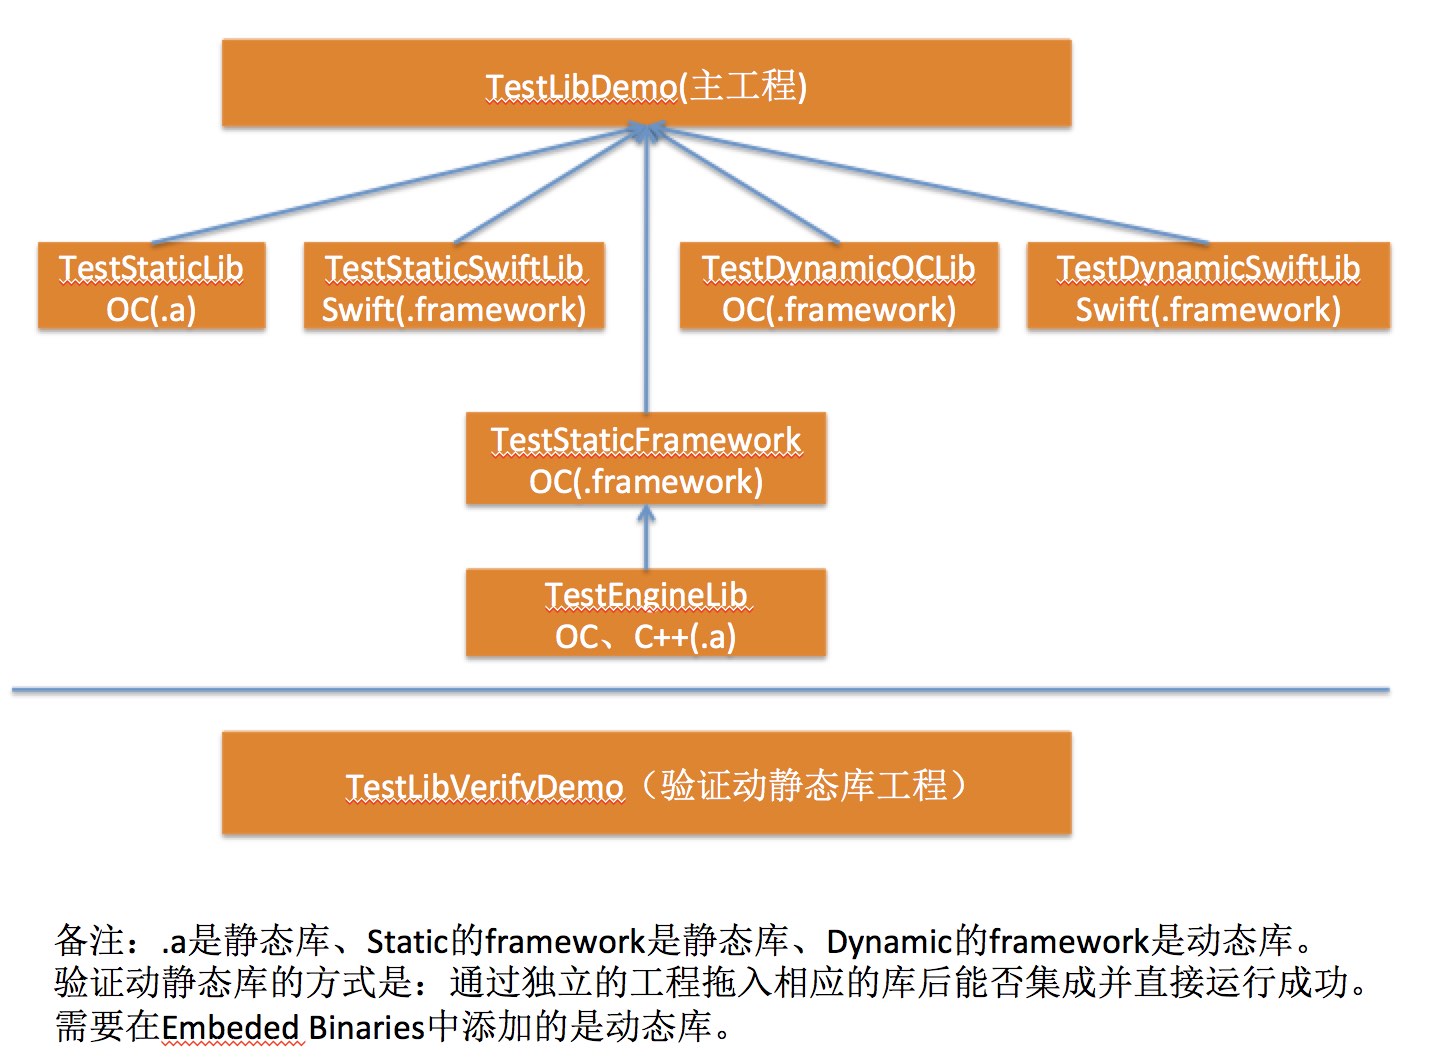 TestLibDemo(主工程)
TestStaticLib
OC(.a)
TestStaticSwiftLib
Swift(.framework)
TestDynamicOCLib
OC(.framework)
TestDynamicSwiftLib
Swift(.framework)
TestStaticFramework
OC(.framework)
TestEngineLib
OC、C++(.a)
TestLibVerifyDemo（验证动静态库工程）
备注：.a是静态库、Static的framework是静态库、Dynamic的framework是动态库。
验证动静态库的方式是：通过独立的工程拖入相应的库后能否集成并直接运行成功。
需要在Embeded Binaries中添加的是动态库。